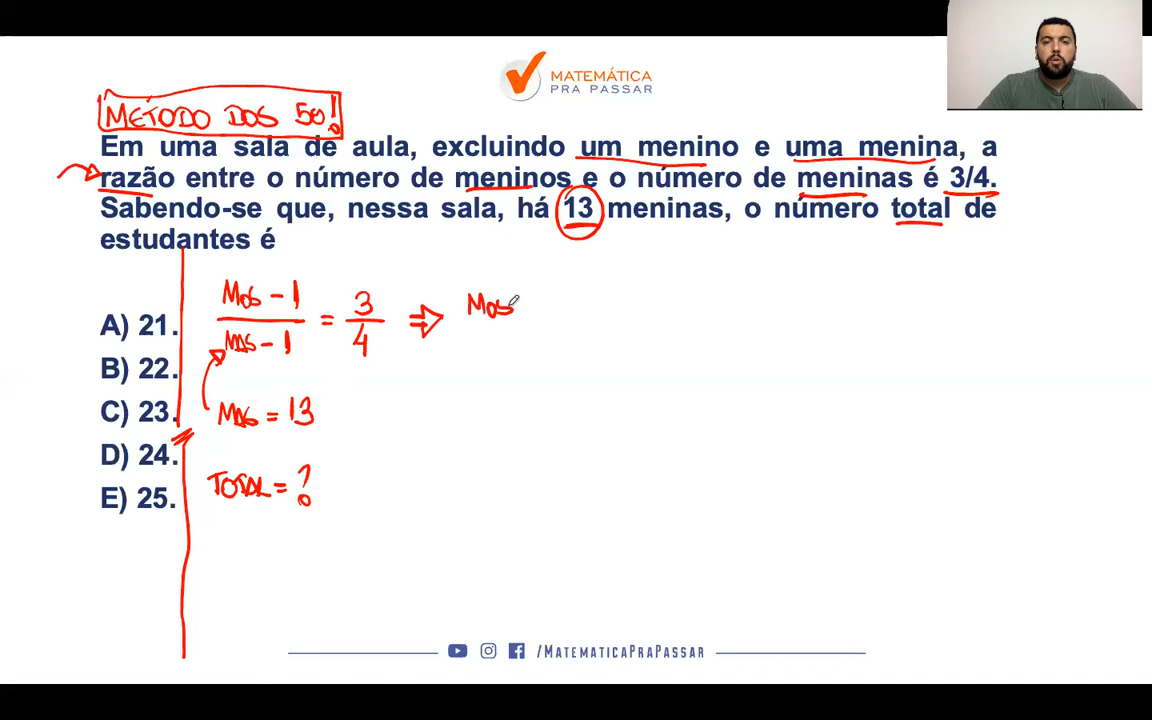 MATEMÁTICA
PRA PASSAR
MÉTODO DOS 50!
Em uma sala de aula, excluindo um menino e uma menina, a
razão entre o número de meninos e o número de meninas é 3/4.
Sabendo-se que, nessa sala, há 13 meninas, o número total de
estudantes é
A) 21.
B) 22.
C) 23.
D) 24.
E) 25.
MOS - 1
MAS - 1
= 3/4 ⇒ MOS
MAS = 13
TOTAL = ?
/MATEMATICAPRAPASSAR